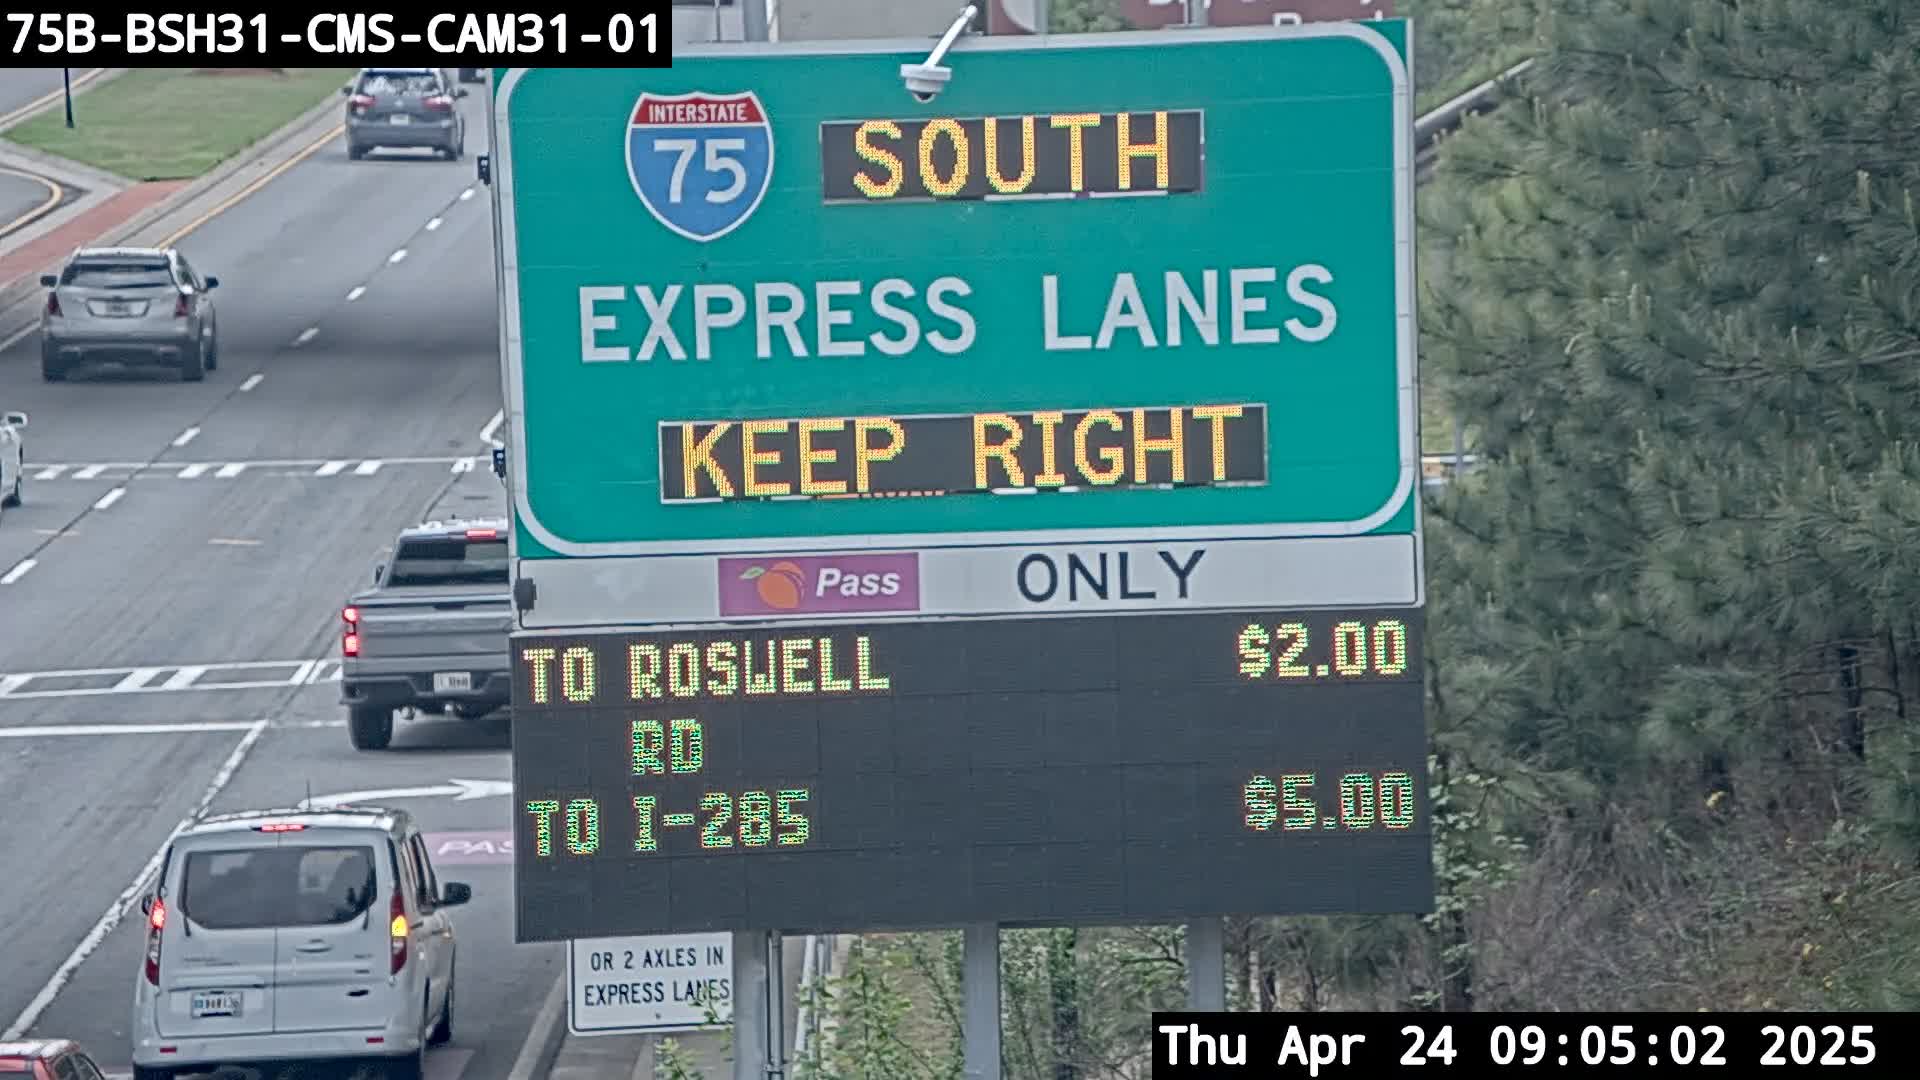 75B-BSH31-CMS-CAM31-01
INTERSTATE
75
SOUTH
EXPRESS LANES
KEEP RIGHT
Pass
ONLY
TO ROSWELL $2.00
RD
TO I-285 $5.00
PAS
OR 2 AXLES IN
EXPRESS LANES
Thu Apr 24 09:05:02 2025